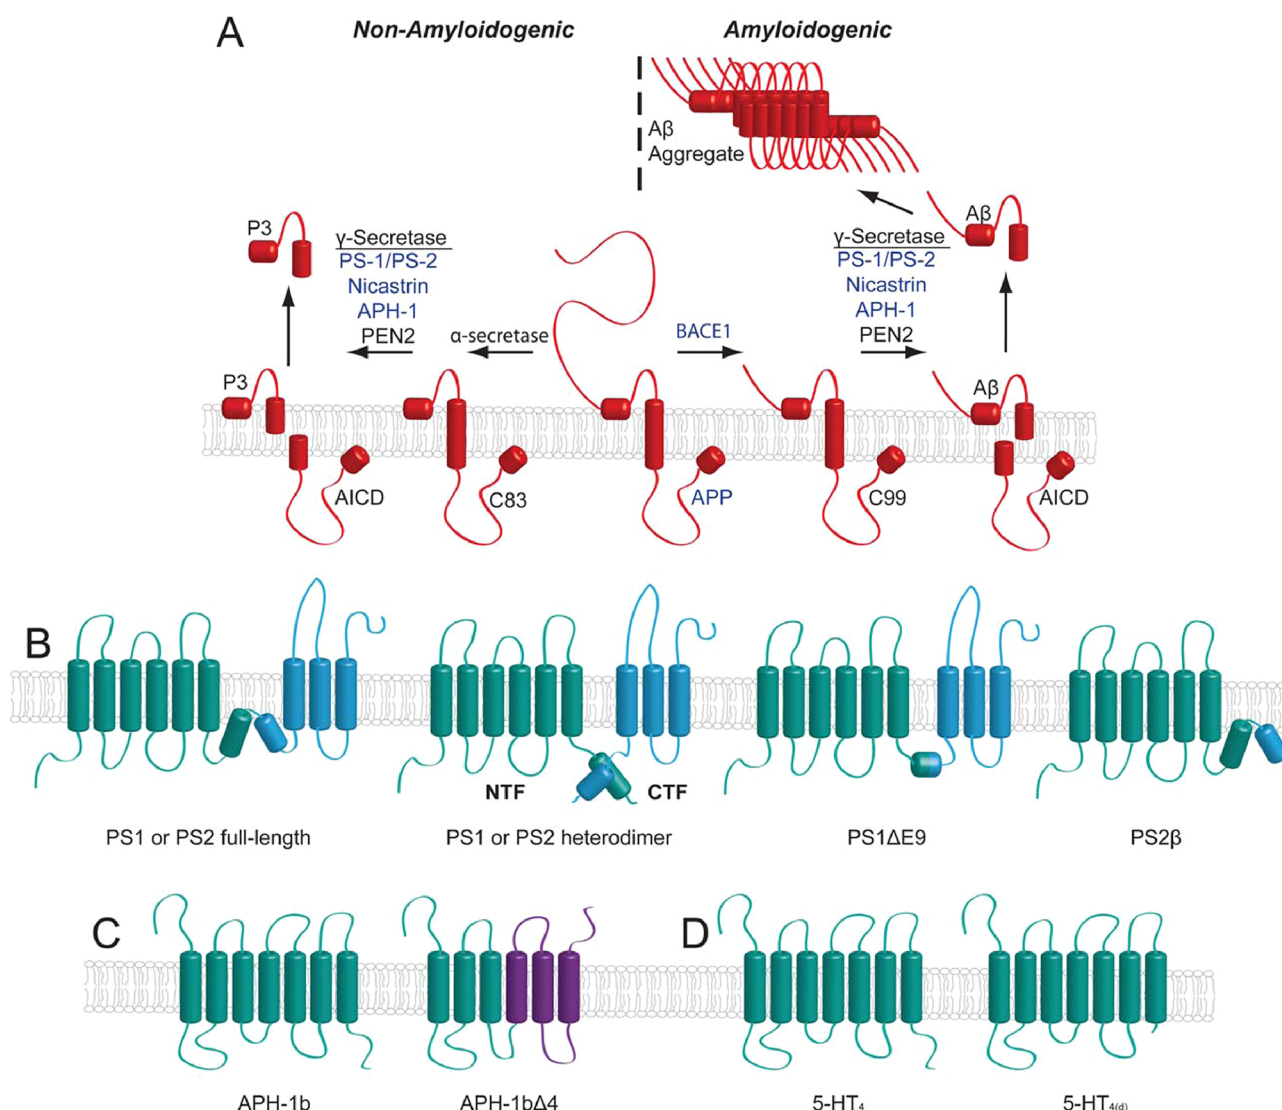 A
Non-Amyloidogenic
Amyloidogenic
Aβ
Aggregate
P3
γ-Secretase
PS-1/PS-2
Nicastrin
APH-1
PEN2
α-secretase
BACE1
γ-Secretase
PS-1/PS-2
Nicastrin
APH-1
PEN2
Aβ
P3
Aβ
AICD
C83
APP
C99
AICD
B
NTF
CTF
PS1 or PS2 full-length
PS1 or PS2 heterodimer
PS1ΔE9
PS2β
C
D
APH-1b
APH-1bΔ4
5-HT4
5-HT4(d)